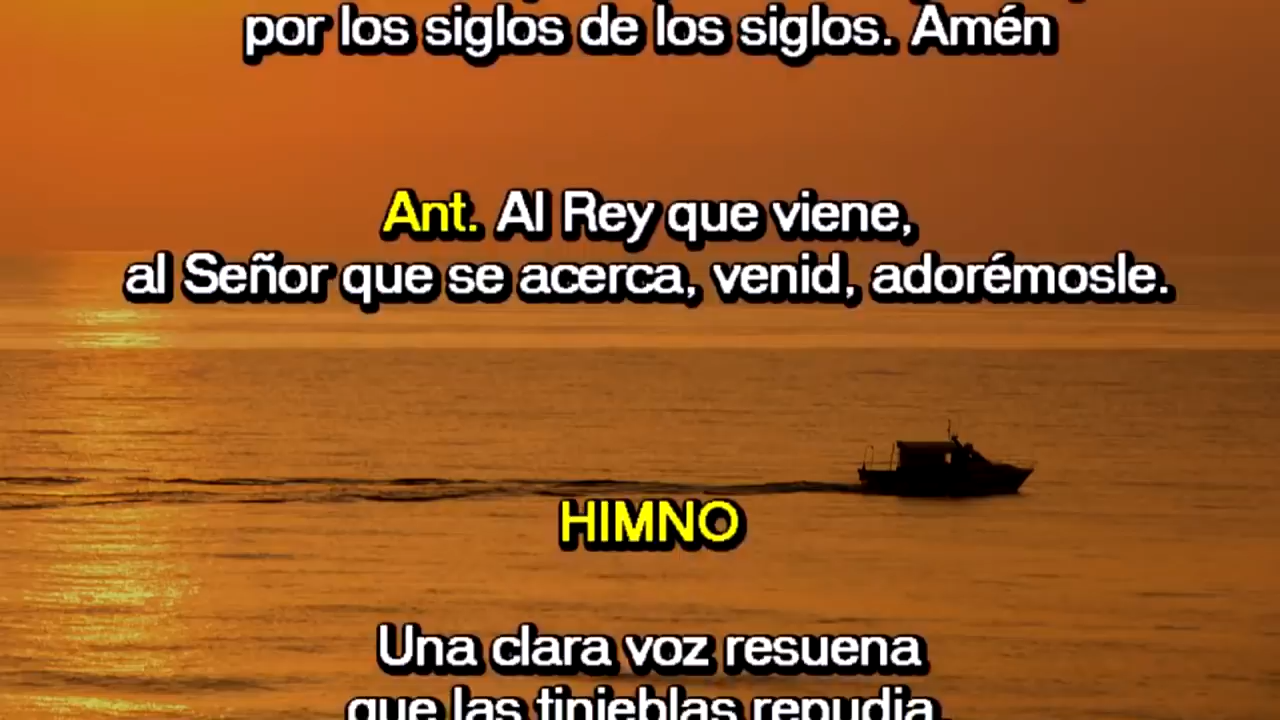 por los siglos de los siglos. Amén
Ant. Al Rey que viene,
al Señor que se acerca, venid, adorémosle.
HIMNO
Una clara voz resuena
que las tinieblas repudia,